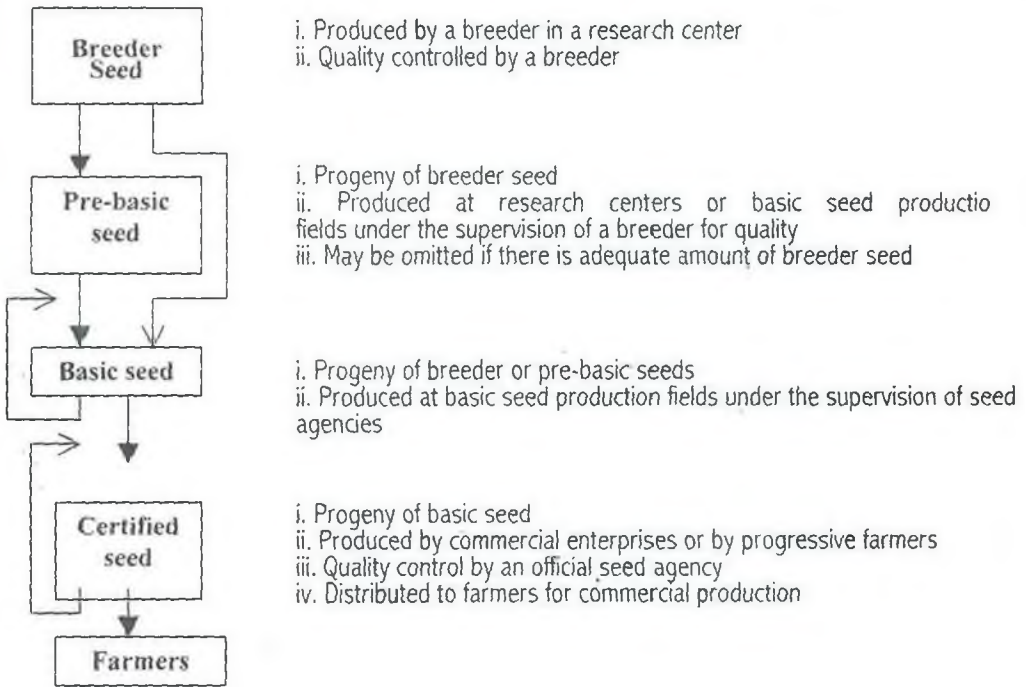 Breeder
Seed
i. Produced by a breeder in a research center
ii. Quality controlled by a breeder
Pre-basic
seed
i. Progeny of breeder seed
ii. Produced at research centers or basic seed productio
fields under the supervision of a breeder for quality
iii. May be omitted if there is adequate amount of breeder seed
Basic seed
i. Progeny of breeder or pre-basic seeds
ii. Produced at basic seed production fields under the supervision of seed
agencies
Certified
seed
i. Progeny of basic seed
ii. Produced by commercial enterprises or by progressive farmers
iii. Quality control by an official seed agency
iv. Distributed to farmers for commercial production
Farmers